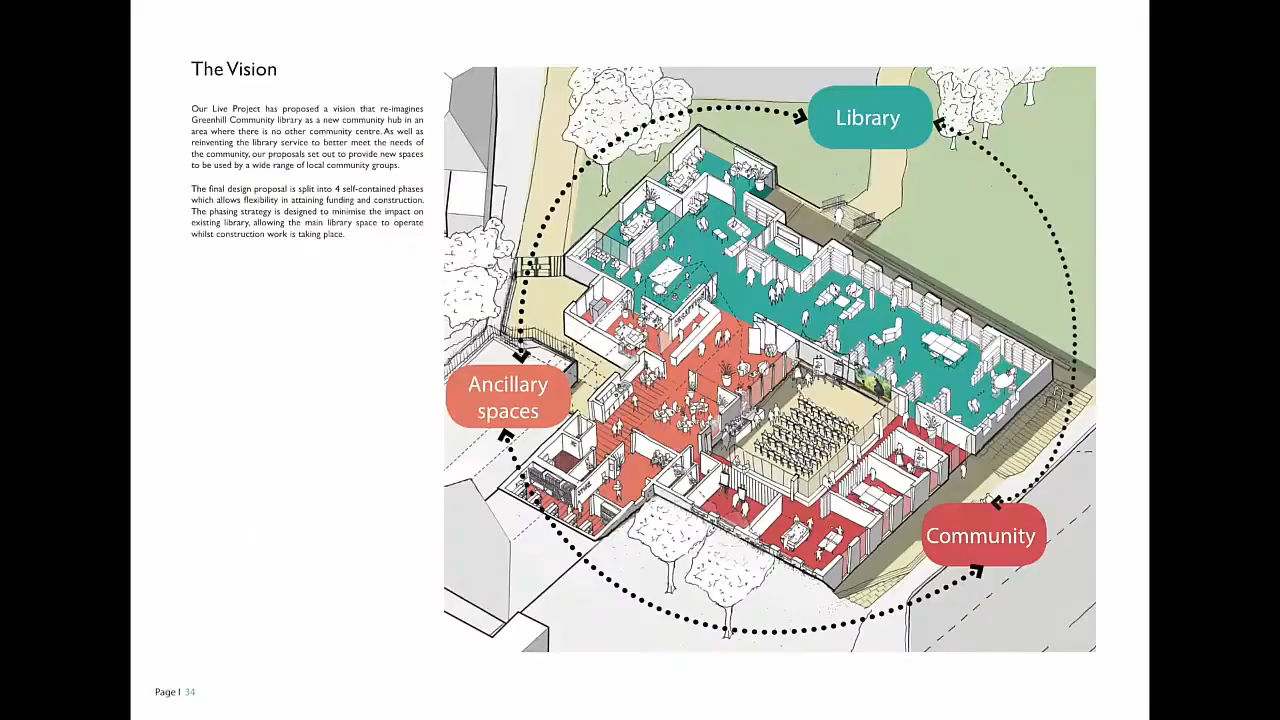 The Vision
Our Live Project has proposed a vision that re-imagines
Greenhill Community library as a new community hub in an
area where there is no other community centre. As well as
reinventing the library service to better meet the needs of
the community, our proposals set out to provide new spaces
to be used by a wide range of local community groups.
The final design proposal is split into 4 self-contained phases
which allows flexibility in attaining funding and construction.
The phasing strategy is designed to minimise the impact on
existing library, allowing the main library space to operate
whilst construction work is taking place.
Library
Ancillary
spaces
Community
Page I 34